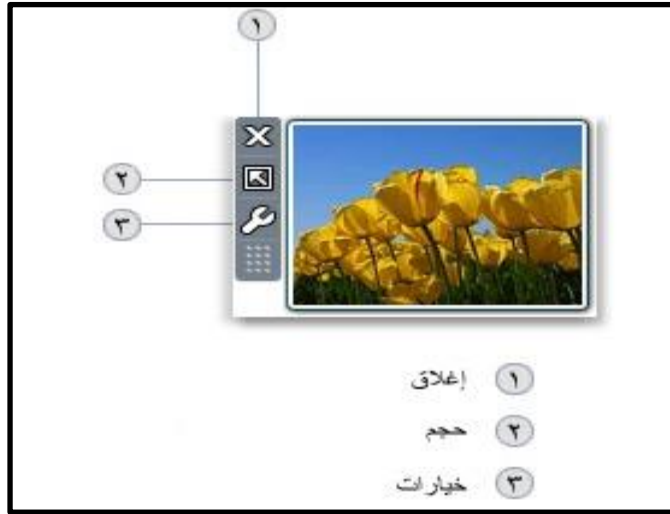 ١
٢
٣
١ إغلاق
٢ حجم
٣ خيارات